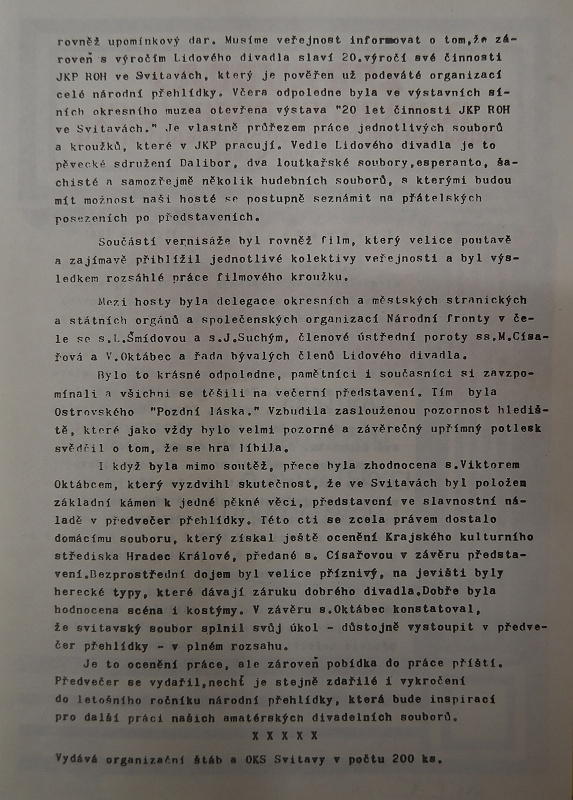 rovněž upomínkový dar. Musíme veřejnost informovat o tom,že zá-
roveň s výročím Lidového divadla slaví 20.výročí své činnosti
JKP ROH ve Svitavách, který je pověřen už podeváté organizací
celé národní přehlídky. Včera odpoledne byla ve výstavních sí-
ních okresního muzea otevřena výstava "20 let činnosti JKP ROH
ve Svitavách." Je vlastně průřezem práce jednotlivých souborů
a kroužků, které v JKP pracují. Vedle Lidového divadla je to
pěvecké sdružení Dalibor, dva loutkařské soubory,esperanto, ša-
chisté a samozřejmě několik hudebních souborů, s kterými budou
mít možnost naši hosté se postupně seznámit na přátelských
posezeních po představeních.
Součástí vernisáže byl rovněž film, který velice poutavě
a zajímavě přiblížil jednotlivé kolektivy veřejnosti a byl výs-
ledkem rozsáhlé práce filmového kroužku.
Mezi hosty byla delegace okresních a městských stranických
a státních orgánů a společenských organizací Národní fronty v če-
le se s.L.Šmídovou a s.J.Suchým, členové ústřední poroty ss.M.Císa-
řová a V.Oktábec a řada bývalých členů Lidového divadla.
Bylo to krásné odpoledne, pamětníci i současníci si zavzpo-
mínali a všichni se těšili na večerní představení. Tím byla
Ostrovského "Pozdní láska." Vzbudila zaslouženou pozornost hlediš-
tě, které jako vždy bylo velmi pozorné a závěrečný upřímný potlesk
svědčil o tom, že se hra líbila.
I když byla mimo soutěž, přece byla zhodnocena s.Viktorem
Oktábcem, který vyzdvihl skutečnost, že ve Svitavách byl položem
základní kámen k jedné pěkné věci, představení ve slavnostní ná-
ladě v předvečer přehlídky. Této cti se zcela právem dostalo
domácímu souboru, který získal ještě ocenění Krajského kulturního
střediska Hradec Králové, předané s. Císařovou v závěru předsta-
vení.Bezprostřední dojem byl velice příznivý, na jevišti byly
herecké typy, které dávají záruku dobrého divadla.Dobře byla
hodnocena scéna i kostýmy. V závěru s.Oktábec konstatoval,
že svitavský soubor splnil svůj úkol - důstojně vystoupit v předve-
čer přehlídky - v plném rozsahu.
Je to ocenění práce, ale zároveň pobídka do práce příští.
Předvečer se vydařil,nechť je stejně zdařilé i vykročení
do letošního ročníku národní přehlídky, která bude inspirací
pro další práci našich amatérských divadelních souborů.
X X X X X
Vydává organizační štáb a OKS Svitavy v počtu 200 ks.